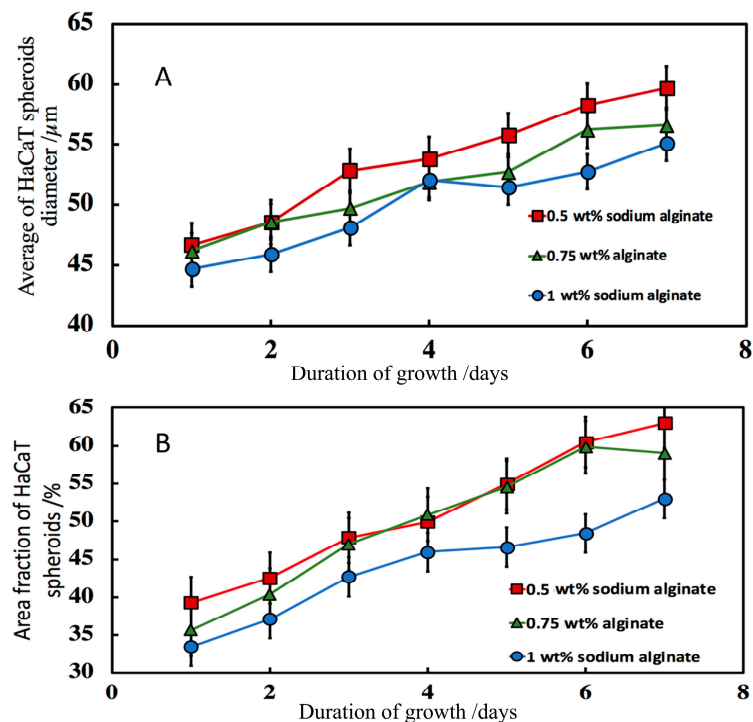 65
60
55
50
45
40
A
Average of HaCaT spheroids
diameter /µm
0.5 wt% sodium alginate
0.75 wt% alginate
1 wt% sodium alginate
0 2 4 6 8
Duration of growth /days
65
60
55
50
45
40
35
30
B
Area fraction of HaCaT
spheroids /%
0.5 wt% sodium alginate
0.75 wt% alginate
1 wt% sodium alginate
0 2 4 6 8
Duration of growth /days